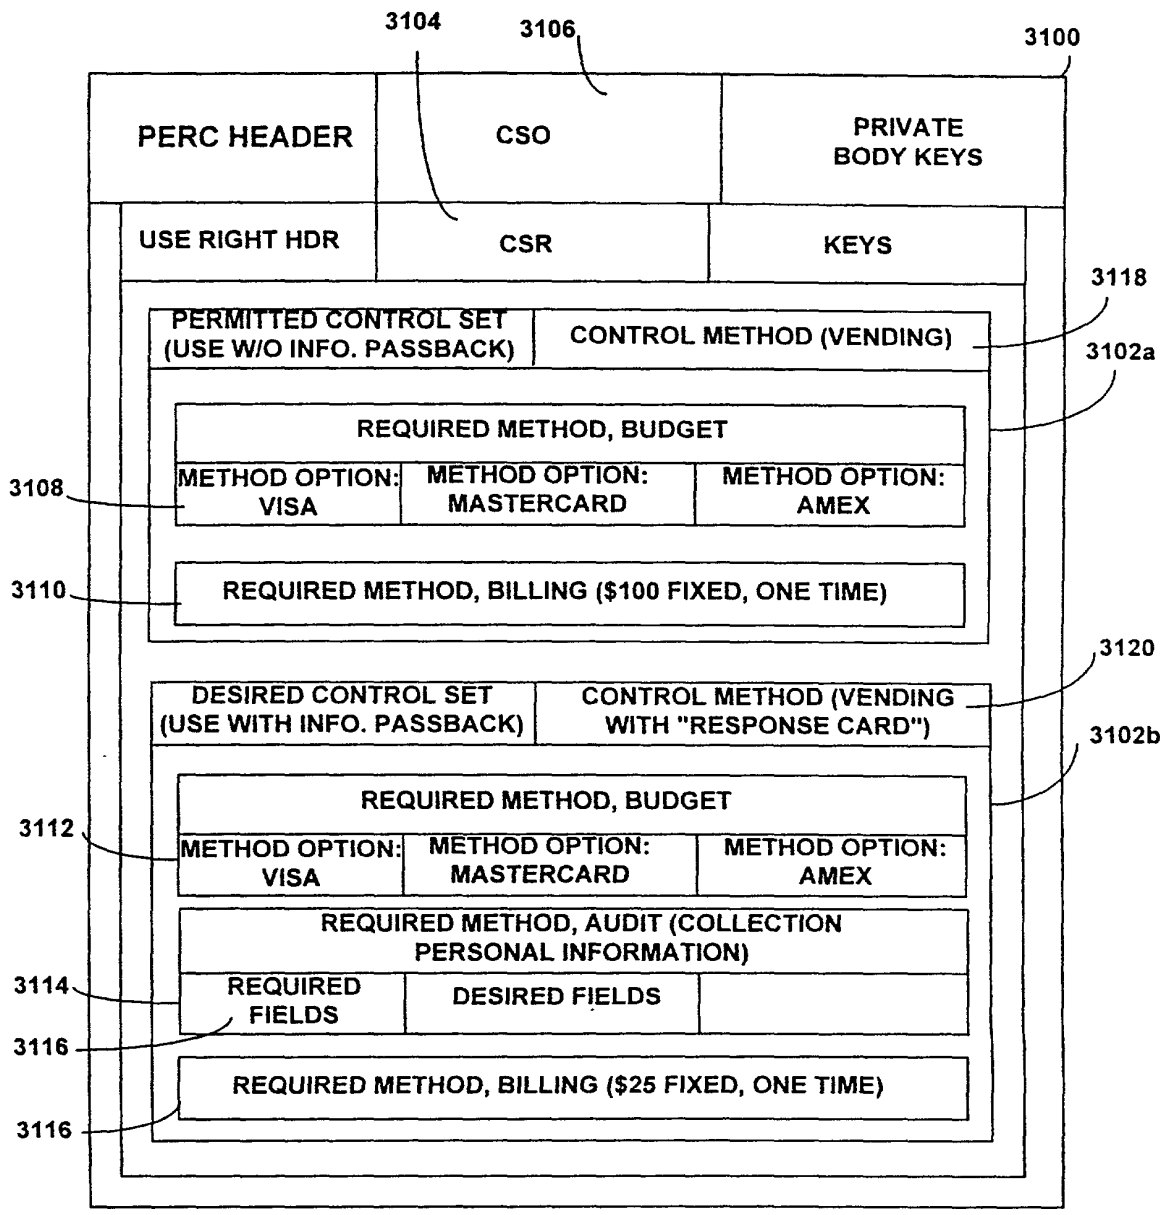 3104
3106
3100
PERC HEADER
CSO
PRIVATE
BODY KEYS
USE RIGHT HDR
CSR
KEYS
3118
PERMITTED CONTROL SET
(USE W/O INFO. PASSBACK)
CONTROL METHOD (VENDING)
3102a
REQUIRED METHOD, BUDGET
3108
METHOD OPTION:
VISA
METHOD OPTION:
MASTERCARD
METHOD OPTION:
AMEX
3110
REQUIRED METHOD, BILLING ($100 FIXED, ONE TIME)
3120
DESIRED CONTROL SET
(USE WITH INFO. PASSBACK)
CONTROL METHOD (VENDING
WITH "RESPONSE CARD")
3102b
REQUIRED METHOD, BUDGET
3112
METHOD OPTION:
VISA
METHOD OPTION:
MASTERCARD
METHOD OPTION:
AMEX
REQUIRED METHOD, AUDIT (COLLECTION
PERSONAL INFORMATION)
3114
REQUIRED
FIELDS
DESIRED FIELDS
3116
REQUIRED METHOD, BILLING ($25 FIXED, ONE TIME)
3116